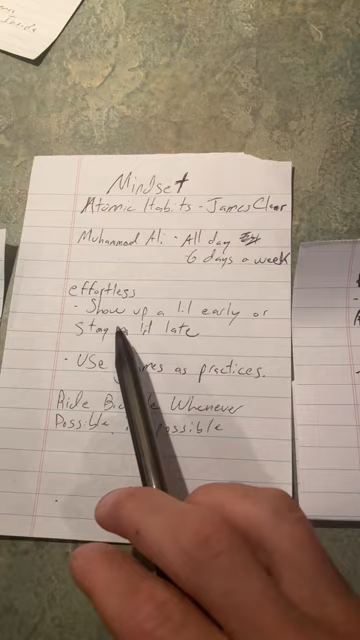 Mindset
Atomic Habits - James Clear
Muhammad Ali - All day
6 days a week
effortless
- Show up a lil early or
stay a lil late
- Use as practices.
Ride Whenever
Possible possible